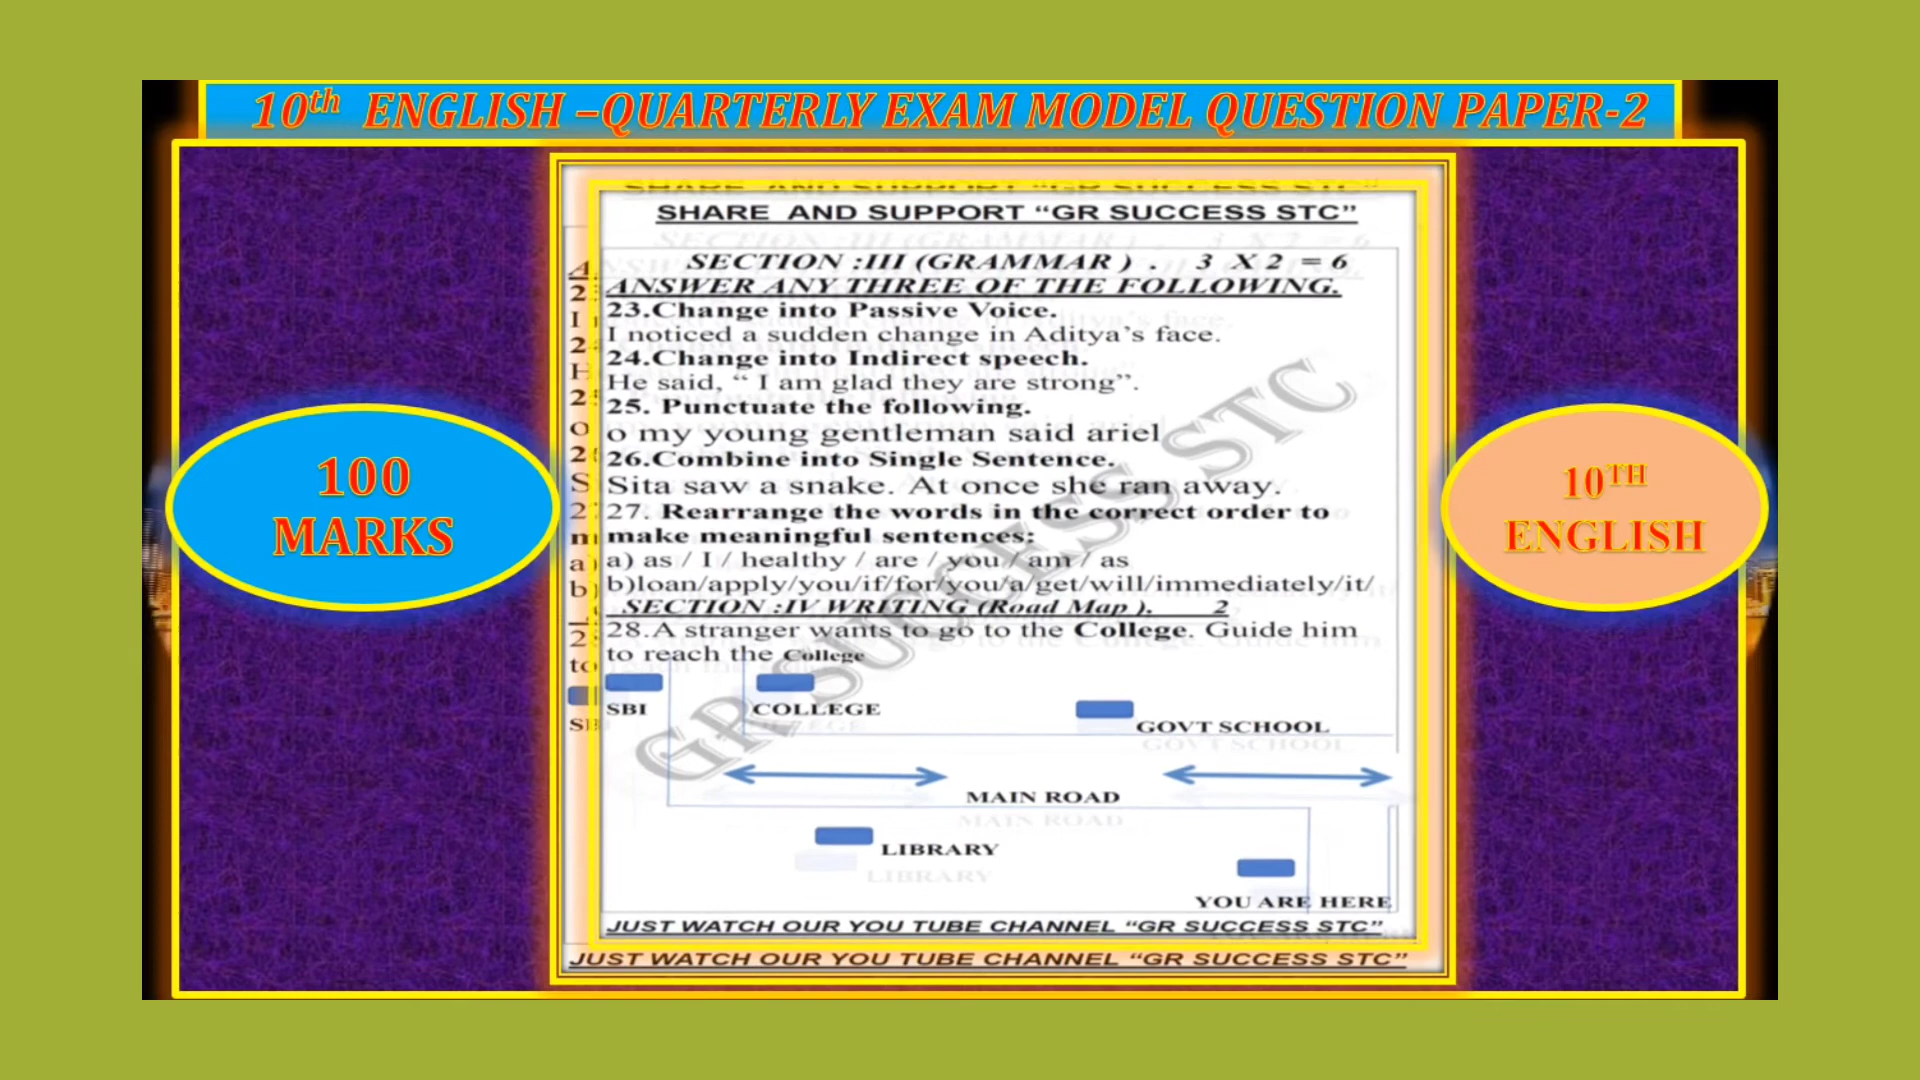 10th ENGLISH –QUARTERLY EXAM MODEL QUESTION PAPER-2
SHARE AND SUPPORT “GR SUCCESS STC”
SECTION :III (GRAMMAR ) . 3 X 2 = 6
ANSWER ANY THREE OF THE FOLLOWING.
23.Change into Passive Voice.
I noticed a sudden change in Aditya’s face.
24.Change into Indirect speech.
He said, “ I am glad they are strong”.
25. Punctuate the following.
o my young gentleman said ariel
26.Combine into Single Sentence.
Sita saw a snake. At once she ran away.
27. Rearrange the words in the correct order to
make meaningful sentences:
a) as / I / healthy / are / you / am / as
b)loan/apply/you/if/for/you/a/get/will/immediately/it/
SECTION :IV WRITING (Road Map ). 2
28.A stranger wants to go to the College. Guide him
to reach the College
SBI
COLLEGE
GOVT SCHOOL
MAIN ROAD
LIBRARY
YOU ARE HERE
JUST WATCH OUR YOU TUBE CHANNEL “GR SUCCESS STC”
JUST WATCH OUR YOU TUBE CHANNEL “GR SUCCESS STC”
GR SUCCESS STC
100
MARKS
10TH
ENGLISH